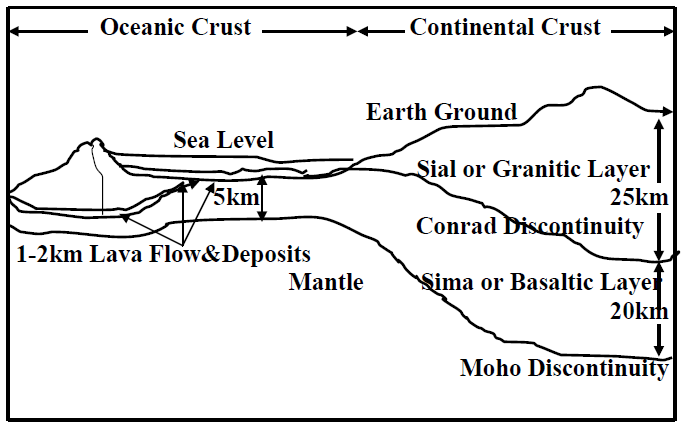 Oceanic Crust
Continental Crust
Earth Ground
Sea Level
Sial or Granitic Layer
5km
25km
Conrad Discontinuity
1-2km Lava Flow&Deposits
Mantle
Sima or Basaltic Layer
20km
Moho Discontinuity